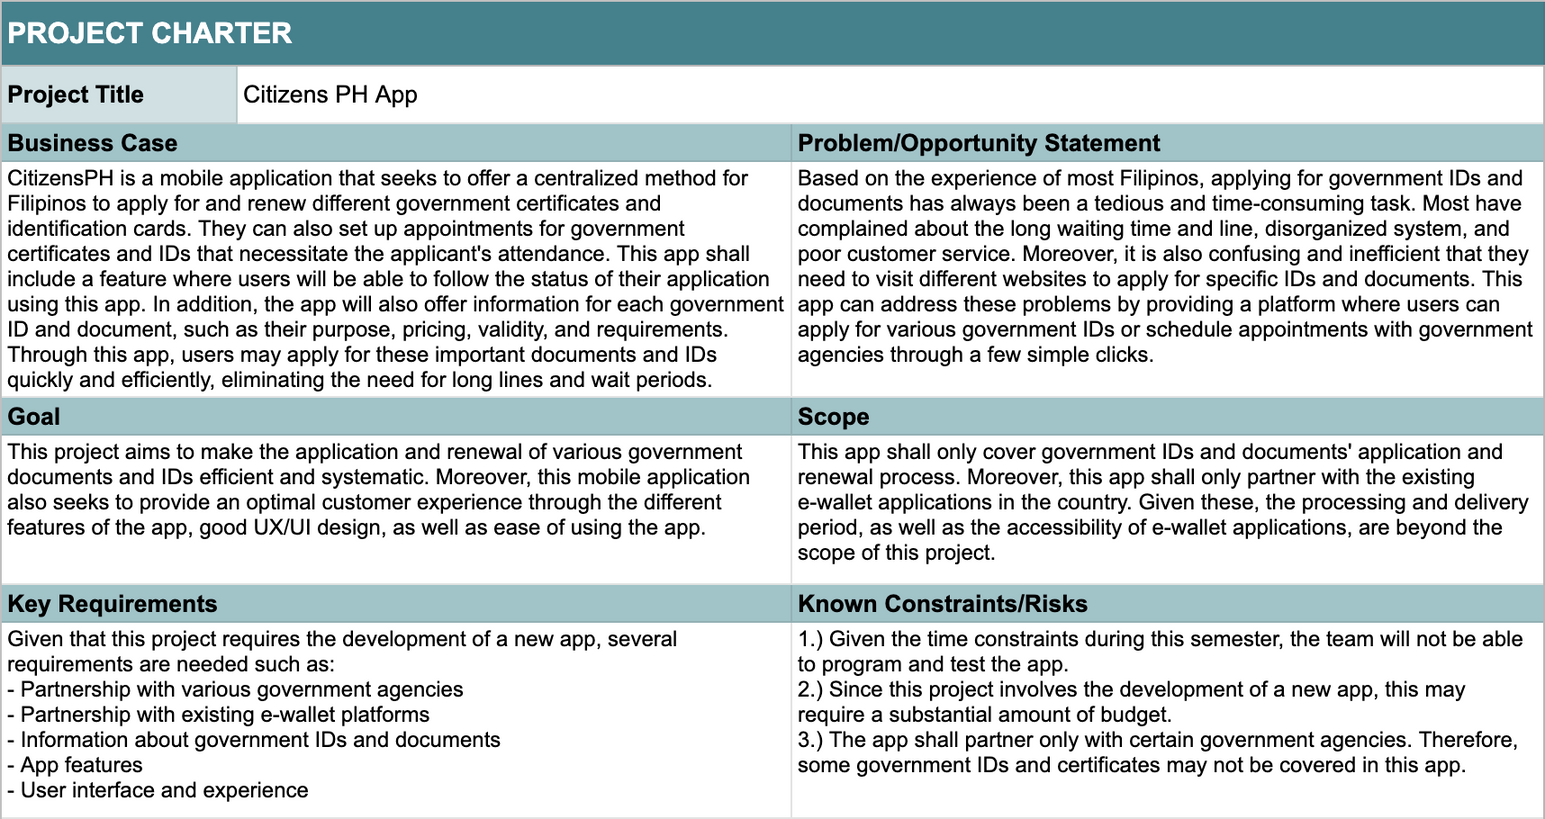 PROJECT CHARTER
Project Title
Citizens PH App
Business Case
CitizensPH is a mobile application that seeks to offer a centralized method for
Filipinos to apply for and renew different government certificates and
identification cards. They can also set up appointments for government
certificates and IDs that necessitate the applicant's attendance. This app shall
include a feature where users will be able to follow the status of their application
using this app. In addition, the app will also offer information for each government
ID and document, such as their purpose, pricing, validity, and requirements.
Through this app, users may apply for these important documents and IDs
quickly and efficiently, eliminating the need for long lines and wait periods.
Problem/Opportunity Statement
Based on the experience of most Filipinos, applying for government IDs and
documents has always been a tedious and time-consuming task. Most have
complained about the long waiting time and line, disorganized system, and
poor customer service. Moreover, it is also confusing and inefficient that they
need to visit different websites to apply for specific IDs and documents. This
app can address these problems by providing a platform where users can
apply for various government IDs or schedule appointments with government
agencies through a few simple clicks.
Goal
This project aims to make the application and renewal of various government
documents and IDs efficient and systematic. Moreover, this mobile application
also seeks to provide an optimal customer experience through the different
features of the app, good UX/UI design, as well as ease of using the app.
Scope
This app shall only cover government IDs and documents' application and
renewal process. Moreover, this app shall only partner with the existing
e-wallet applications in the country. Given these, the processing and delivery
period, as well as the accessibility of e-wallet applications, are beyond the
scope of this project.
Key Requirements
Given that this project requires the development of a new app, several
requirements are needed such as:
- Partnership with various government agencies
- Partnership with existing e-wallet platforms
- Information about government IDs and documents
- App features
- User interface and experience
Known Constraints/Risks
1.) Given the time constraints during this semester, the team will not be able
to program and test the app.
2.) Since this project involves the development of a new app, this may
require a substantial amount of budget.
3.) The app shall partner only with certain government agencies. Therefore,
some government IDs and certificates may not be covered in this app.